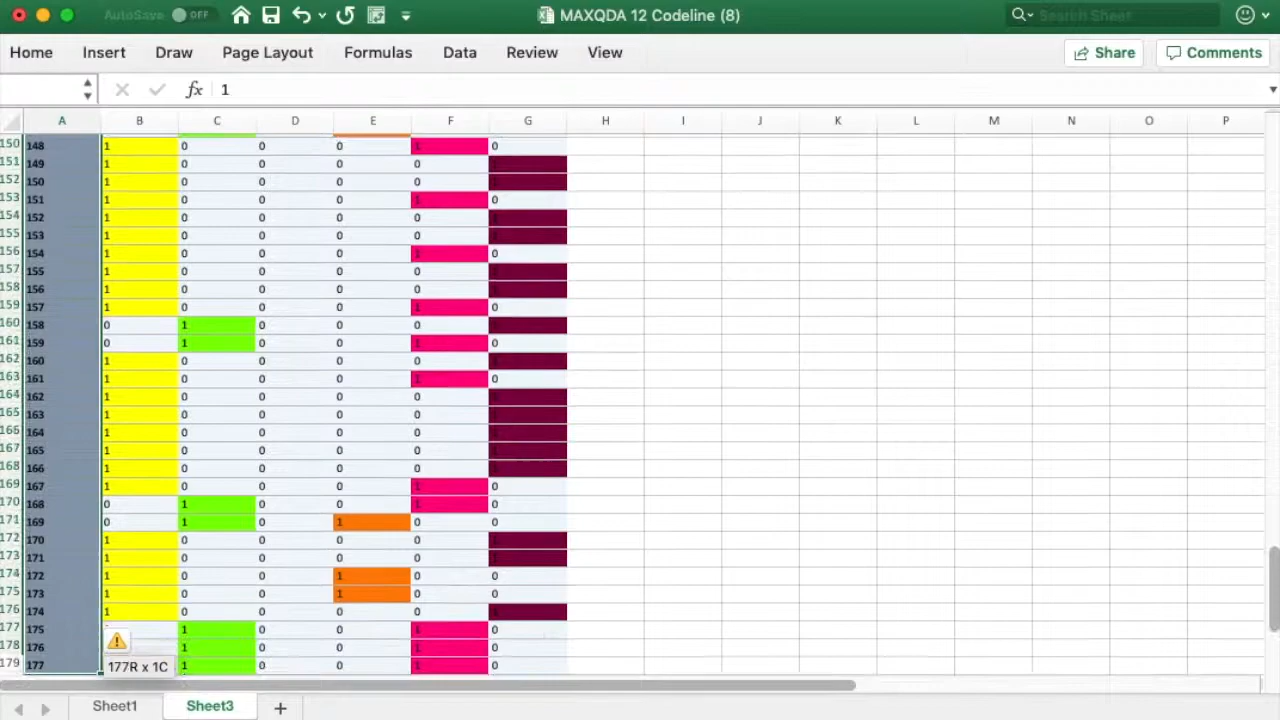 AutoSave OFF MAXQDA 12 Codeline (8) Search Sheet
Home Insert Draw Page Layout Formulas Data Review View Share Comments
fx 1
A B C D E F G H I J K L M N O P
150 148 1 0 0 0 1 0
151 149 1 0 0 0 0
152 150 1 0 0 0 0
153 151 1 0 0 0 1 0
154 152 1 0 0 0 0
155 153 1 0 0 0 0
156 154 1 0 0 0 1 0
157 155 1 0 0 0 0
158 156 1 0 0 0 0
159 157 1 0 0 0 1 0
160 158 0 1 0 0 0
161 159 0 1 0 0 1 0
162 160 1 0 0 0 0
163 161 1 0 0 0 1 0
164 162 1 0 0 0 0
165 163 1 0 0 0 0
166 164 1 0 0 0 0
167 165 1 0 0 0 0
168 166 1 0 0 0 0
169 167 1 0 0 0 1 0
170 168 0 1 0 0 1 0
171 169 0 1 0 1 0 0
172 170 1 0 0 0 0
173 171 1 0 0 0 0
174 172 1 0 0 1 0 0
175 173 1 0 0 1 0 0
176 174 1 0 0 0 0
177 175 1 0 0 1 0
178 176 1 0 0 1 0
179 177 1 0 0 1 0
177R x 1C
Sheet1 Sheet3